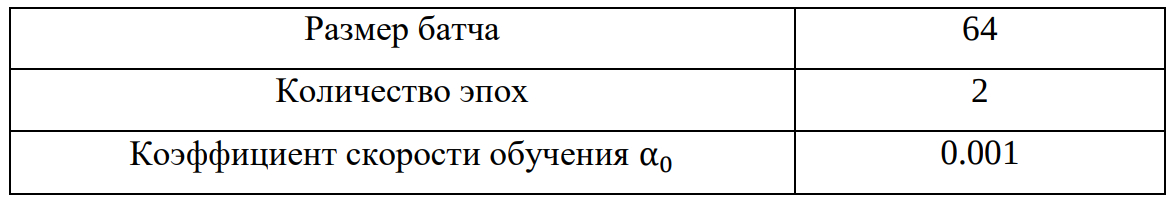 Размер батча 64
Количество эпох 2
Коэффициент скорости обучения α₀ 0.001